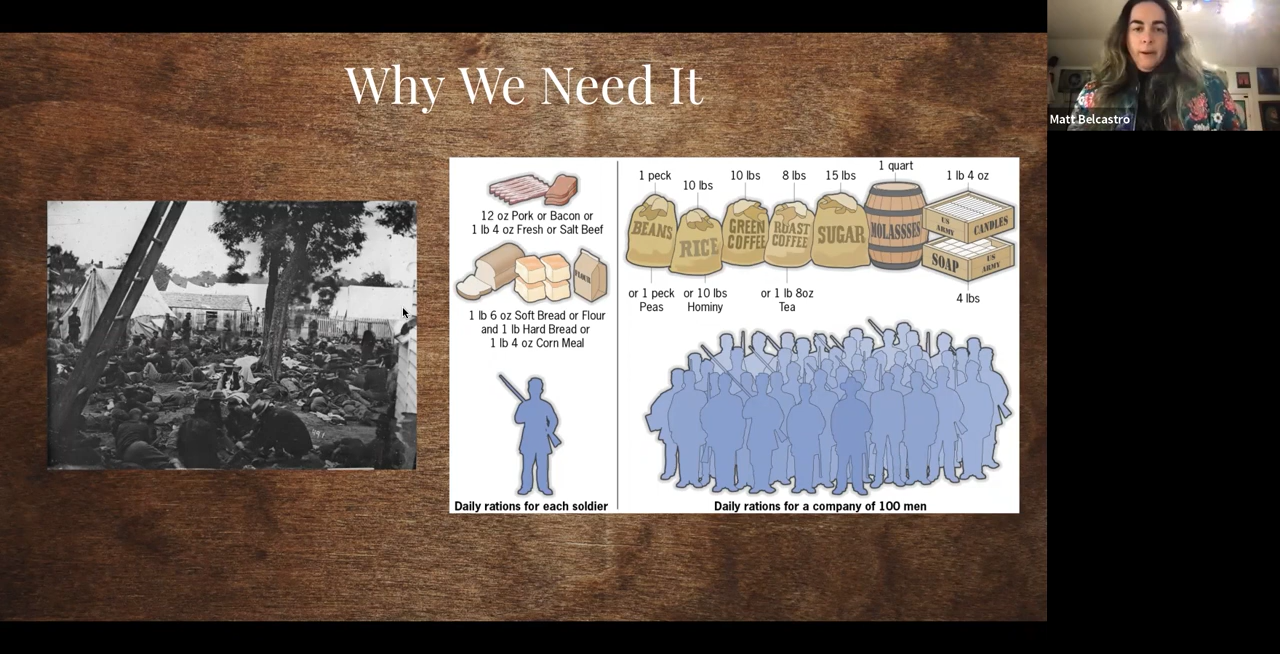 Why We Need It
Matt Belcastro
12 oz Pork or Bacon or
1 lb 4 oz Fresh or Salt Beef
FLOUR
1 lb 6 oz Soft Bread or Flour
and 1 lb Hard Bread or
1 lb 4 oz Corn Meal
Daily rations for each soldier
1 peck
10 lbs
10 lbs
8 lbs
15 lbs
1 quart
1 lb 4 oz
BEANS
RICE
GREEN
COFFEE
ROAST
COFFEE
SUGAR
MOLASSSES
US
ARMY
CANDLES
SOAP
US
ARMY
or 1 peck
Peas
or 10 lbs
Hominy
or 1 lb 8oz
Tea
4 lbs
Daily rations for a company of 100 men